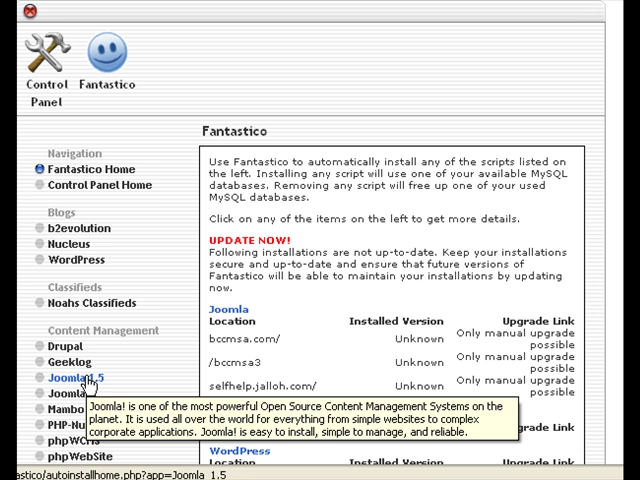 Control
Panel
Fantastico
Navigation
Fantastico Home
Control Panel Home
Blogs
b2evolution
Nucleus
WordPress
Classifieds
Noahs Classifieds
Content Management
Drupal
Geeklog
Joomla 1.5
Joomla
Mambo
PHP-Nu
phpWCMS
phpWebSite
Fantastico
Use Fantastico to automatically install any of the scripts listed on
the left. Installing any script will use one of your available MySQL
databases. Removing any script will free up one of your used
MySQL databases.
Click on any of the items on the left to get more details.
UPDATE NOW!
Following installations are not up-to-date. Keep your installations
secure and up-to-date and ensure that future versions of
Fantastico will be able to maintain your installations by updating
now.
Joomla
Location Installed Version Upgrade Link
bccmsa.com/ Unknown Only manual upgrade
possible
/bccmsa3 Unknown Only manual upgrade
possible
selfhelp.jalloh.com/ Unknown Only manual upgrade
possible
Joomla! is one of the most powerful Open Source Content Management Systems on the
planet. It is used all over the world for everything from simple websites to complex
corporate applications. Joomla! is easy to install, simple to manage, and reliable.
Link
WordPress
Location Installed Version Upgrade Link
astico/autoinstallhome.php?app=Joomla_1.5